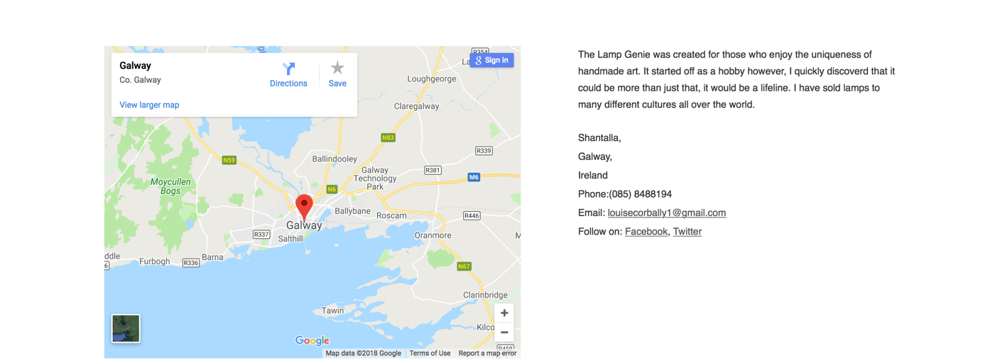 Galway
Co. Galway
Directions
Save
View larger map
Sign in
R354
Loughgeorge
Claregalway
N83
R339
N59
Ballindooley
Galway
Technology
Park
R381
M6
Moycullen
Bogs
N6
Ballybane
Roscam
R446
Galway
R337
Salthill
Oranmore
Barna
Furbogh
R336
N67
Clarinbridge
Tawin
Google
Map data ©2018 Google
Terms of Use
Report a map error
The Lamp Genie was created for those who enjoy the uniqueness of
handmade art. It started off as a hobby however, I quickly discoverd that it
could be more than just that, it would be a lifeline. I have sold lamps to
many different cultures all over the world.
Shantalla,
Galway,
Ireland
Phone:(085) 8488194
Email: louisecorbally1@gmail.com
Follow on: Facebook, Twitter